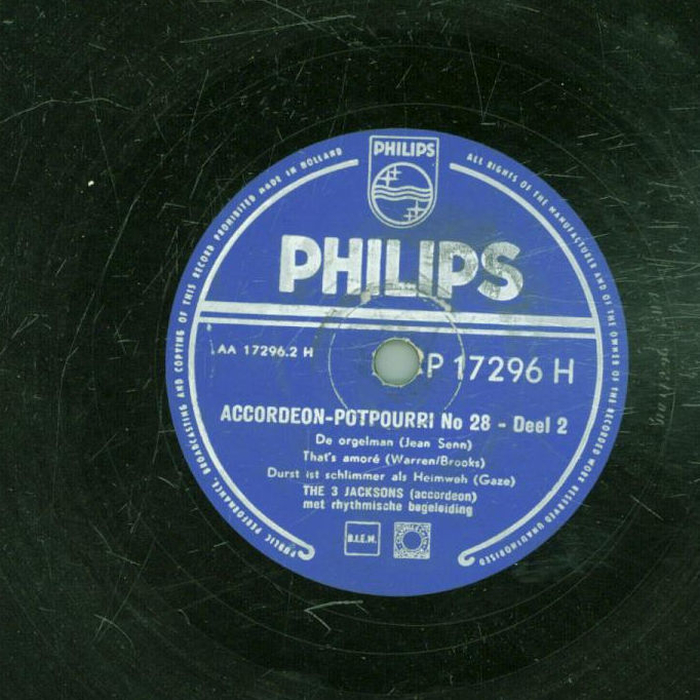 PHILIPS
MADE IN HOLLAND
ALL RIGHTS OF THE MANUFACTURER AND OF THE OWNER OF THE RECORDED WORK RESERVED UNAUTHORISED
PUBLIC PERFORMANCE, BROADCASTING AND COPYING OF THIS RECORD PROHIBITED
PHILIPS
AA 17296.2 H
P 17296 H
ACCORDEON-POTPOURRI No 28 - Deel 2
De orgelman (Jean Senn)
That's amoré (Warren/Brooks)
Durst ist schlimmer als Heimweh (Gaze)
THE 3 JACKSONS (accordeon)
met rhythmische begeleiding
B.I.E.M.